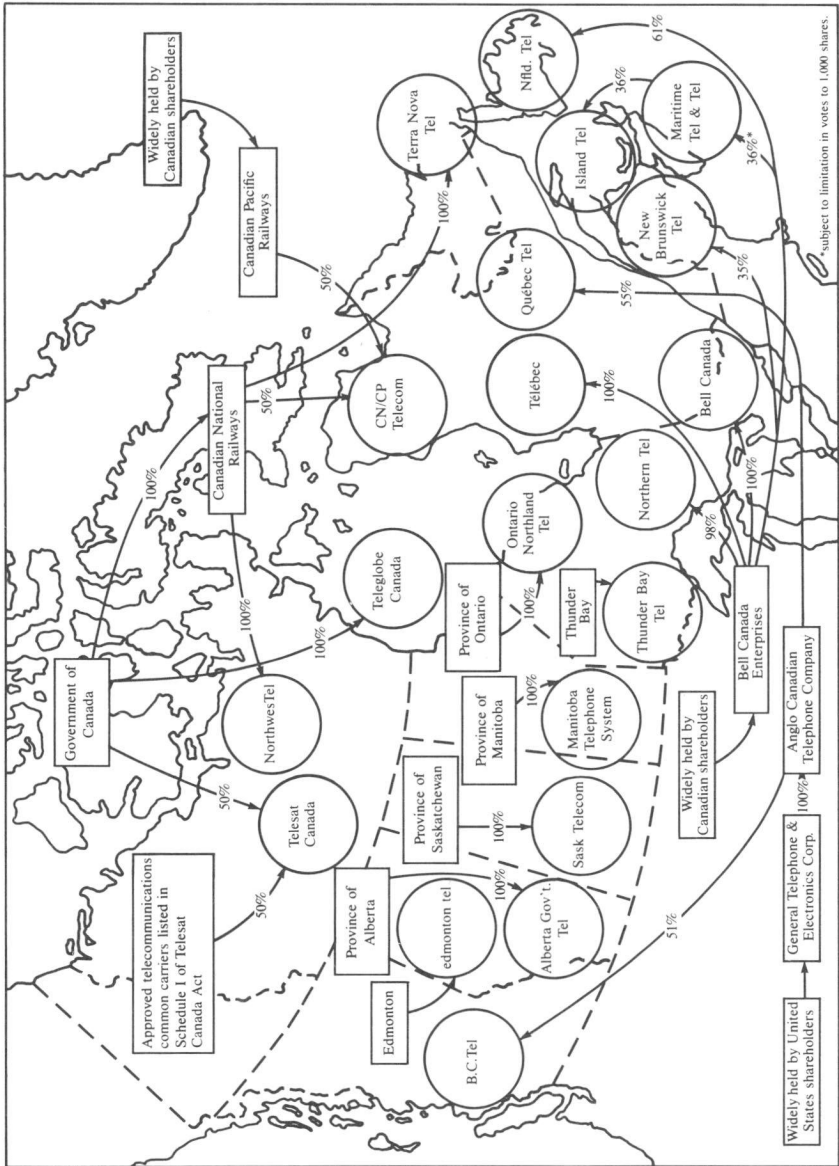 Government of
Canada
Widely held by
Canadian shareholders
Approved telecommunications
common carriers listed in
Schedule I of Telesat
Canada Act
50%
50%
100%
100%
100%
Canadian National
Railways
Canadian Pacific
Railways
50%
50%
100%
Telesat
Canada
NorthwesTel
Teleglobe
Canada
CN/CP
Telecom
Terra Nova
Tel
Province of
Alberta
Province of
Saskatchewan
Province of
Manitoba
Province of
Ontario
Edmonton
edmonton tel
100%
100%
100%
100%
Thunder
Bay
Ontario
Northland
Tel
Télébec
Québec Tel
Nfld. Tel
B.C.Tel
Alberta Gov't.
Tel
Sask Telecom
Manitoba
Telephone
System
Thunder Bay
Tel
Northern Tel
Bell Canada
New
Brunswick
Tel
Island Tel
36%
Maritime
Tel & Tel
61%
36%*
35%
55%
100%
100%
98%
51%
Widely held by
Canadian shareholders
Bell Canada
Enterprises
Widely held by United
States shareholders
General Telephone &
Electronics Corp.
100%
Anglo Canadian
Telephone Company
*subject to limitation in votes to 1,000 shares.